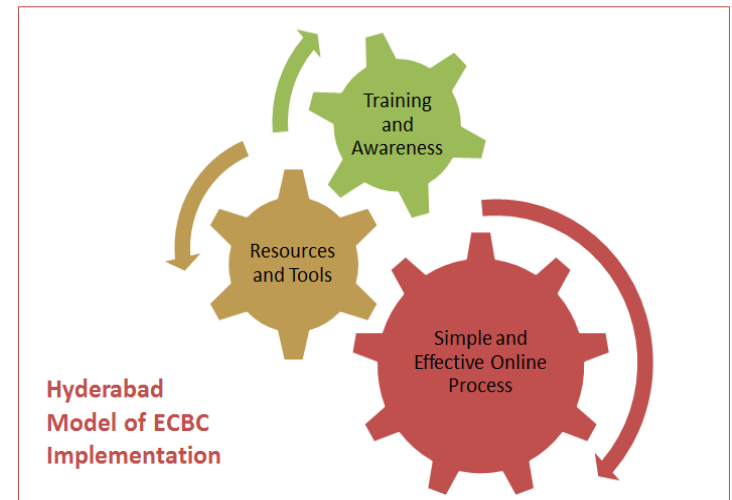 Training
and
Awareness
Resources
and Tools
Simple and
Effective Online
Process
Hyderabad
Model of ECBC
Implementation